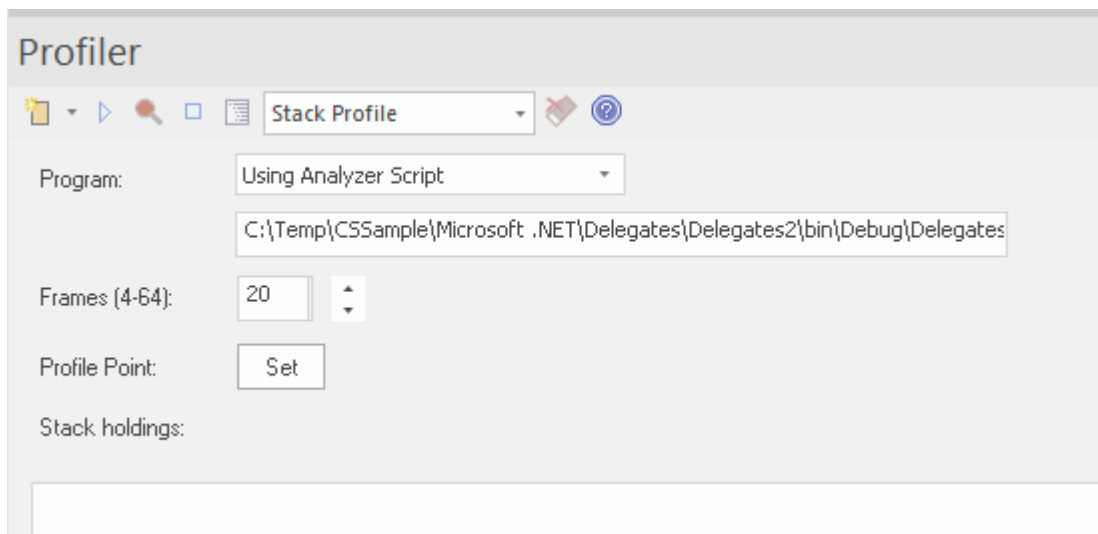 Profiler
Stack Profile
Program: Using Analyzer Script
C:\Temp\CSSample\Microsoft .NET\Delegates\Delegates2\bin\Debug\Delegates
Frames (4-64): 20
Profile Point: Set
Stack holdings: